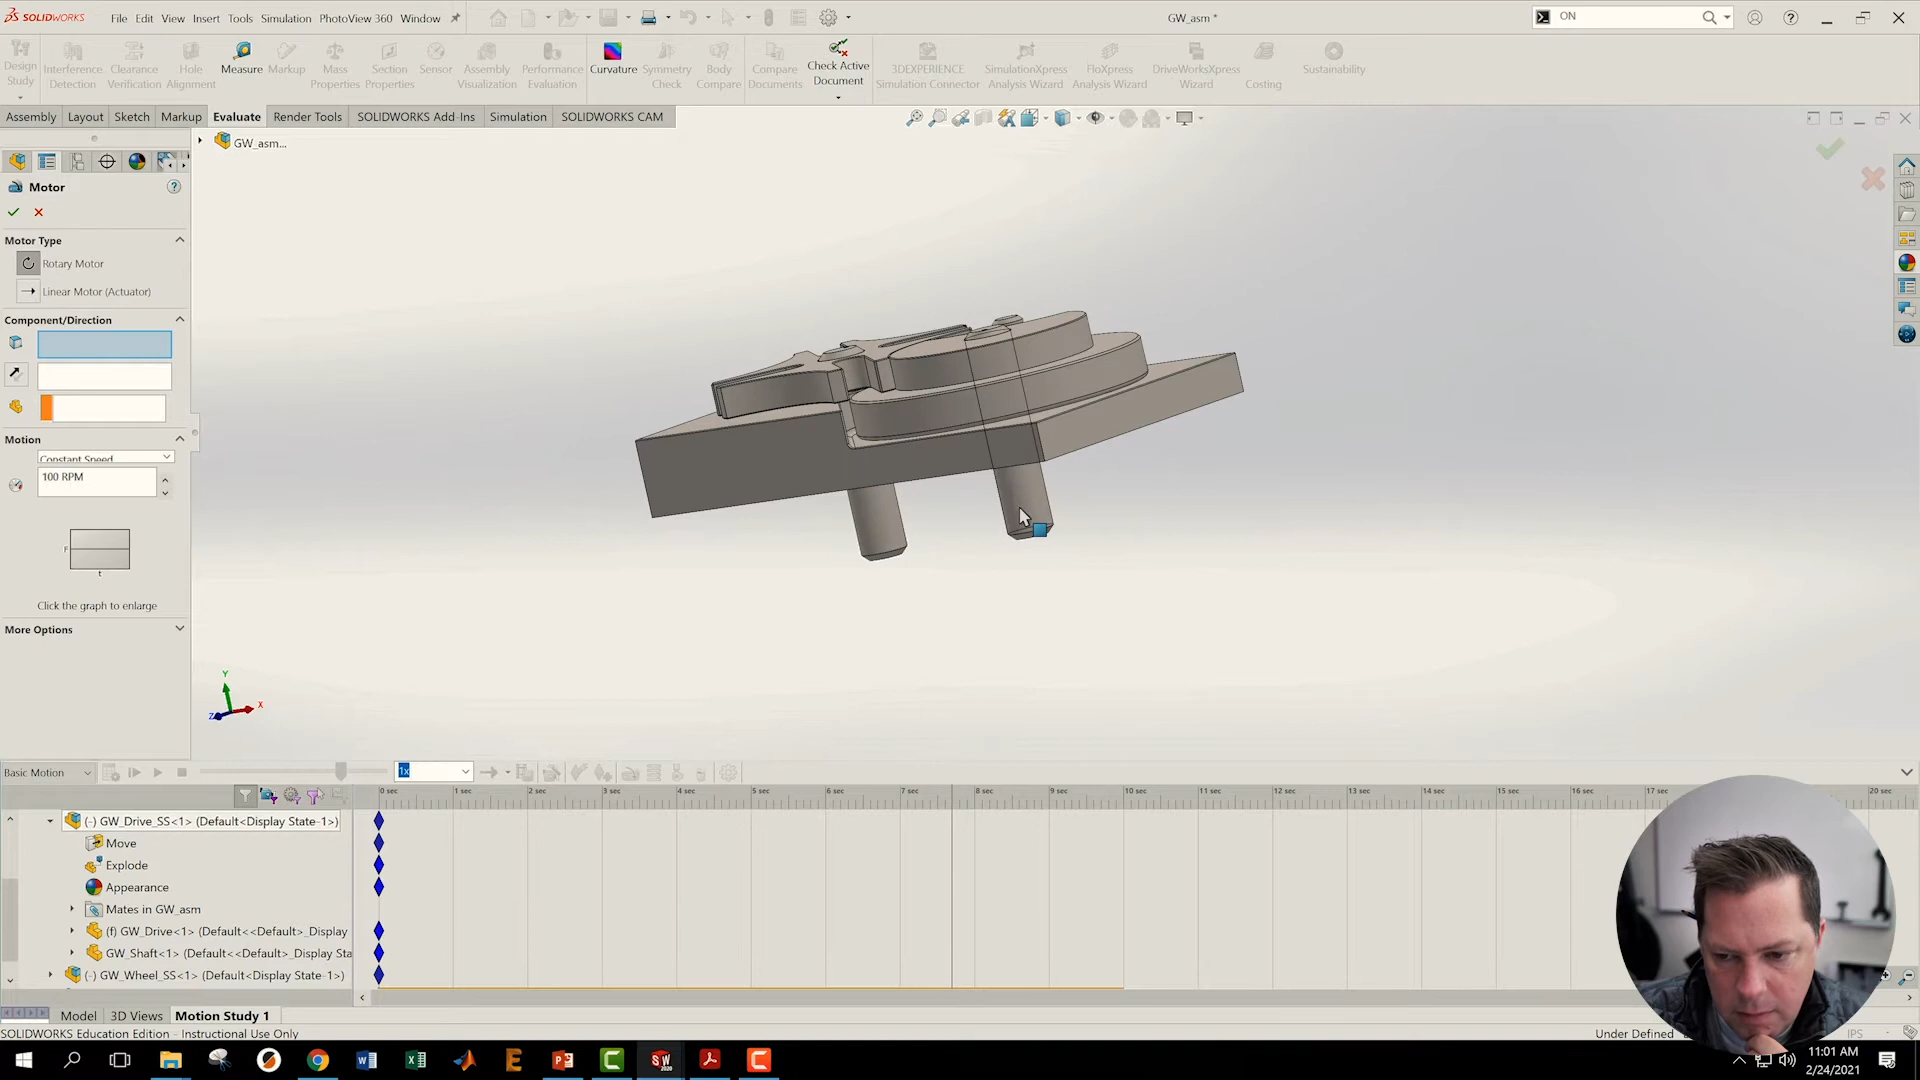 SOLIDWORKS File Edit View Insert Tools Simulation PhotoView 360 Window GW_asm * ON
Design Study
Interference Detection
Clearance Verification
Hole Alignment
Measure
Markup
Mass Properties
Section Properties
Sensor
Assembly Visualization
Performance Evaluation
Curvature
Symmetry Check
Body Compare
Compare Documents
Check Active Document
3DEXPERIENCE Simulation Connector
SimulationXpress Analysis Wizard
FloXpress Analysis Wizard
DriveWorksXpress Wizard
Costing
Sustainability
Assembly Layout Sketch Markup Evaluate Render Tools SOLIDWORKS Add-Ins Simulation SOLIDWORKS CAM
GW_asm...
Motor
Motor Type
Rotary Motor
Linear Motor (Actuator)
Component/Direction
Motion
Constant Speed
100 RPM
F
t
Click the graph to enlarge
More Options
Y
X
Z
Basic Motion 1x
0 sec 1 sec 2 sec 3 sec 4 sec 5 sec 6 sec 7 sec 8 sec 9 sec 10 sec 11 sec 12 sec 13 sec 14 sec 15 sec 16 sec 17 sec 20 sec
(-) GW_Drive_SS<1> (Default<Display State-1>)
Move
Explode
Appearance
Mates in GW_asm
(f) GW_Drive<1> (Default<<Default>_Display
GW_Shaft<1> (Default<<Default>_Display Sta
(-) GW_Wheel_SS<1> (Default<Display State-1>)
Model 3D Views Motion Study 1
SOLIDWORKS Education Edition - Instructional Use Only Under Defined IPS
SW 2020
11:01 AM
2/24/2021